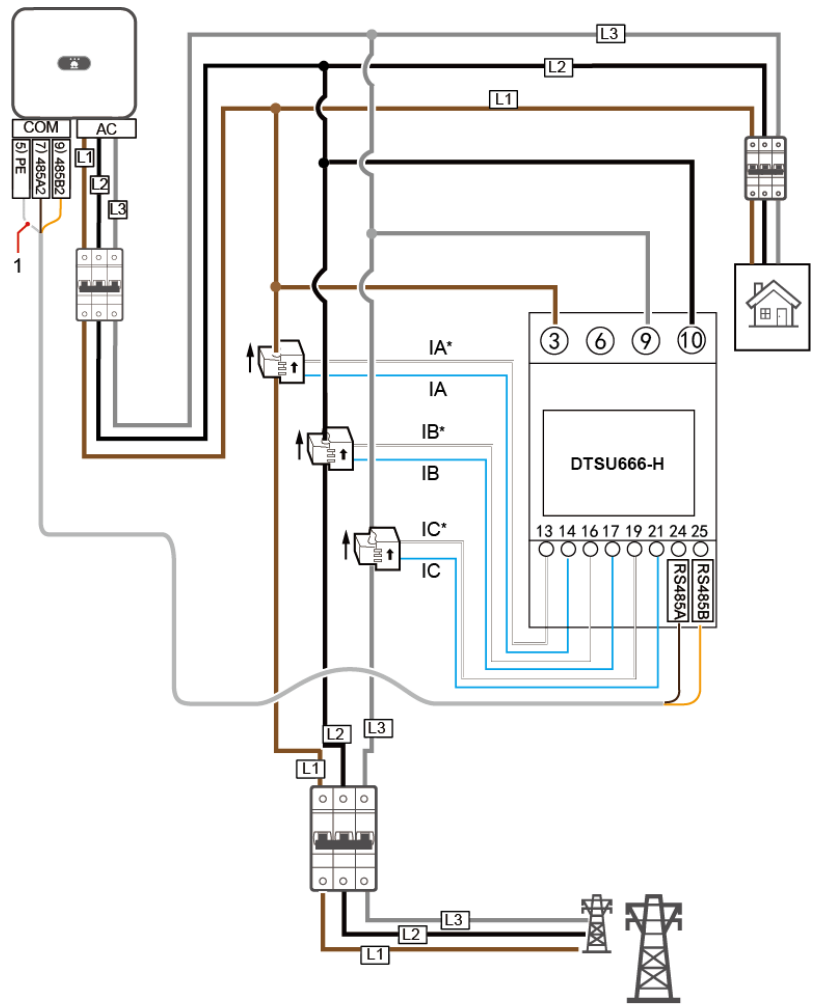 L3
L2
L1
COM
AC
5) PE
7) 485A2
9) 485B2
L1
L2
L3
1
3
6
9
10
IA*
IA
IB*
IB
IC*
IC
DTSU666-H
13 14 16 17 19 21 24 25
RS485A
RS485B
L2
L3
L1
L3
L2
L1